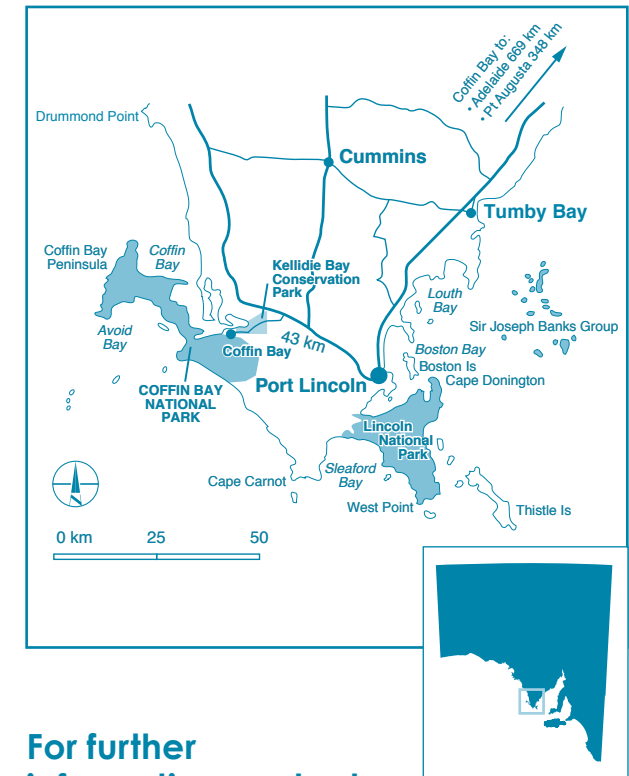 Coffin Bay to:
• Adelaide 669 km
• Pt Augusta 348 km
Drummond Point
Cummins
Tumby Bay
Coffin Bay
Peninsula
Coffin
Bay
Kellidie Bay
Conservation
Park
Louth
Bay
Avoid
Bay
Sir Joseph Banks Group
43 km
Coffin Bay
Boston Bay
Boston Is
Cape Donington
Port Lincoln
COFFIN BAY
NATIONAL
PARK
Lincoln
National
Park
Cape Carnot
Sleaford
Bay
West Point
Thistle Is
N
0 km 25 50
For further